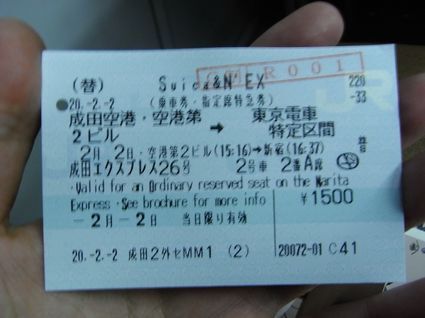 R001
(替) Suica&N'EX 220
20.-2.-2 (乗車券・指定席特急券) -33
成田空港・空港第 → 東京電車
2ビル 特定区間
2月 2日・空港第2ビル(15:16)→新宿(16:37)
成田エクスプレス26号 2号車 2番A席
・Valid for an Ordinary reserved seat on the Narita
Express ・See brochure for more info ¥1500
-2月-2日 当日限り有効
20.-2.-2 成田2外セMM1 (2) 20072-01 C41